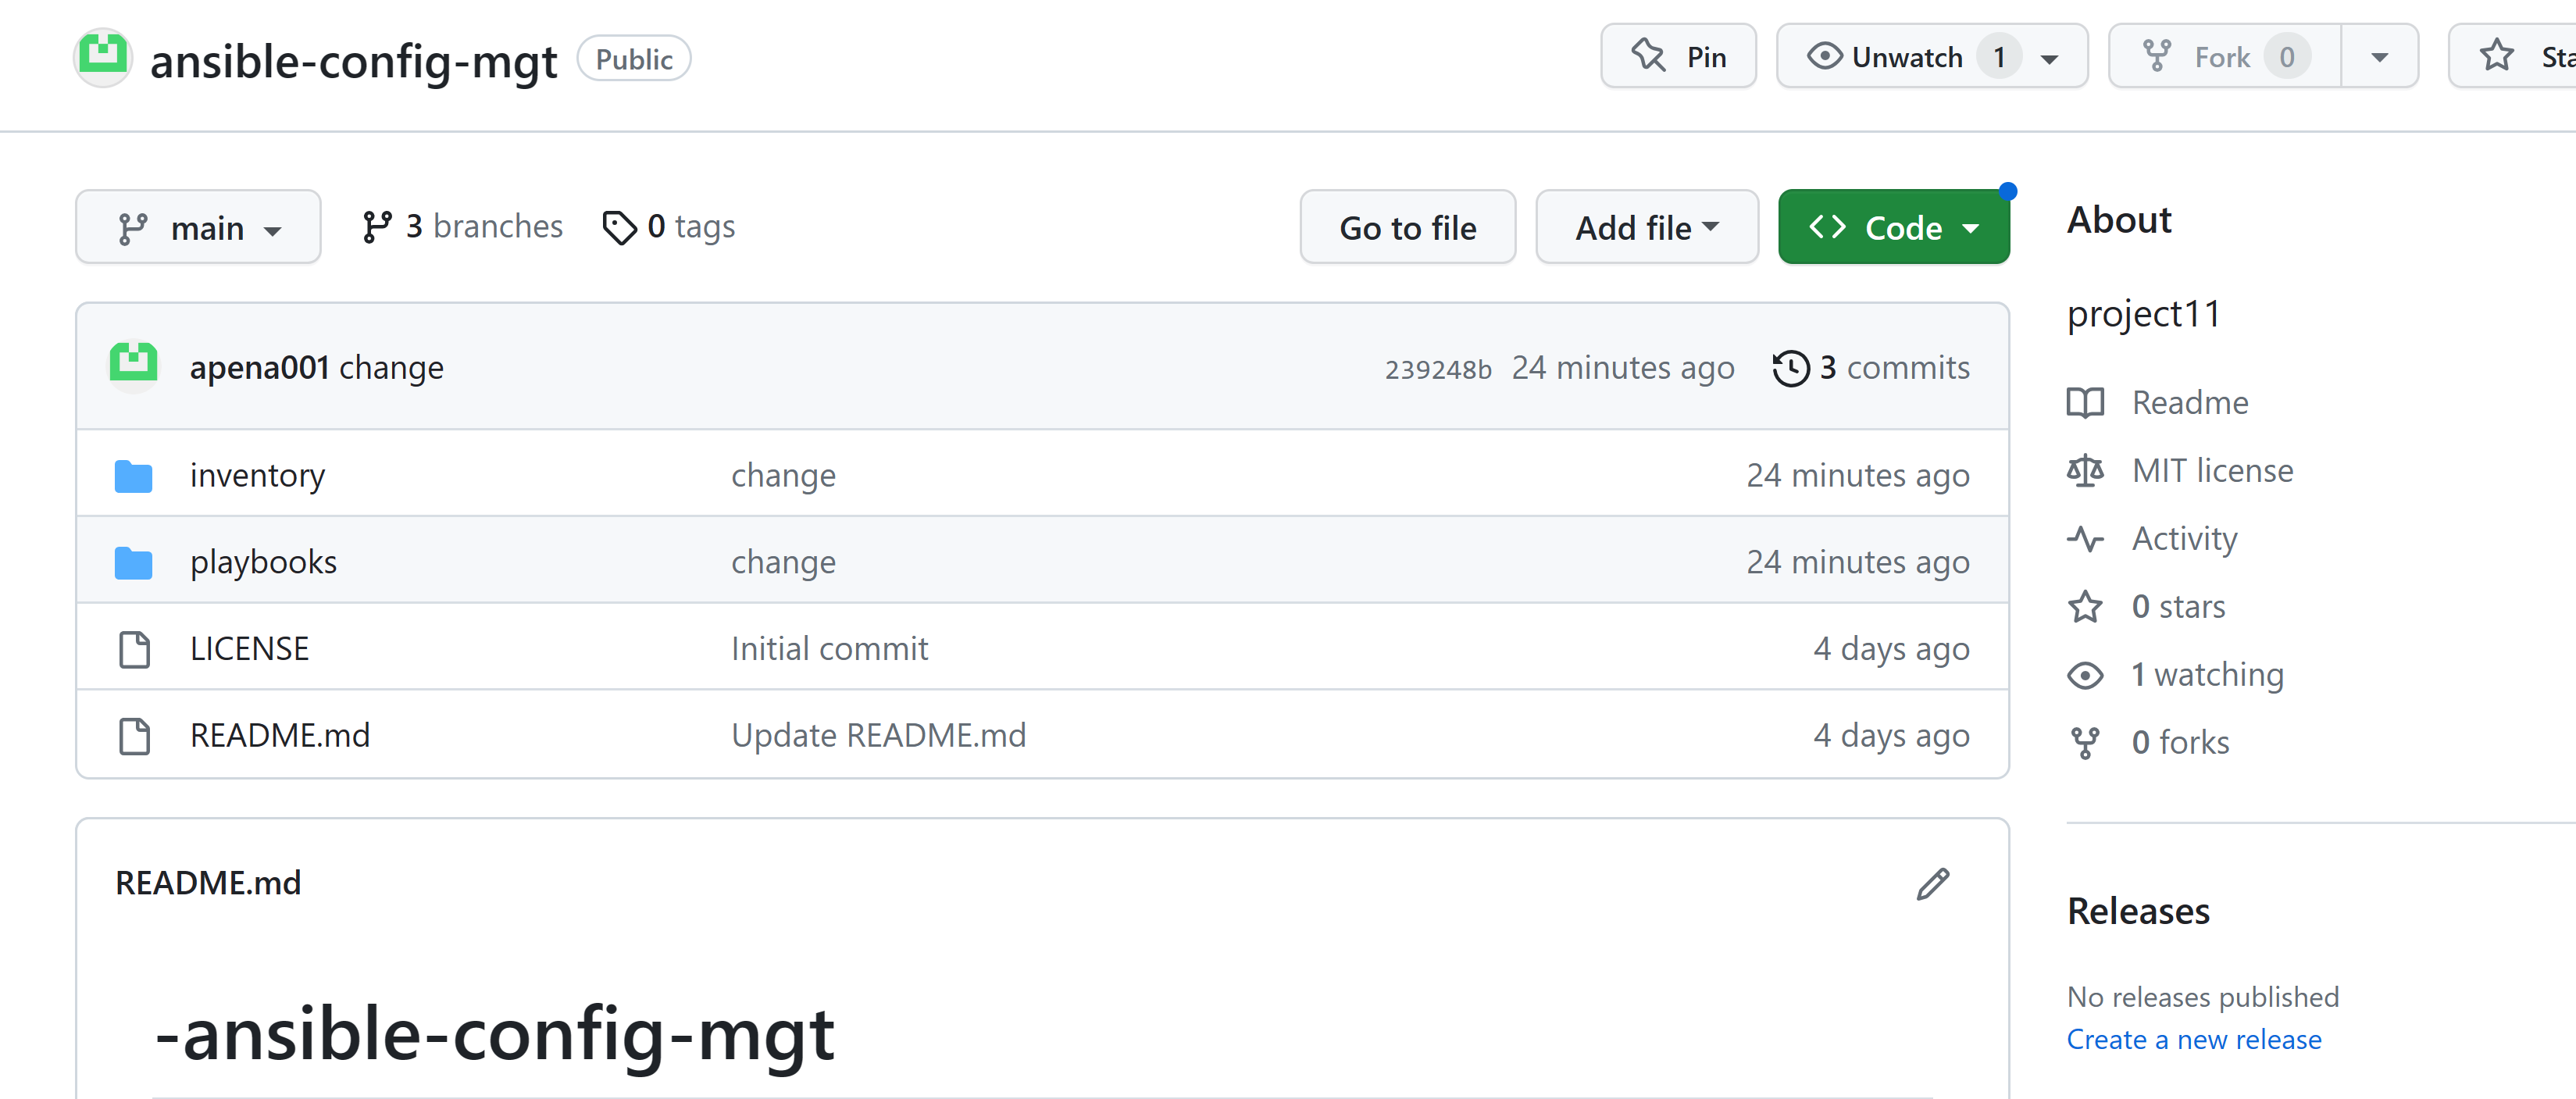 ansible-config-mgt Public Pin Unwatch 1 Fork 0
main 3 branches 0 tags Go to file Add file Code
apena001 change 239248b 24 minutes ago 3 commits
inventory change 24 minutes ago
playbooks change 24 minutes ago
LICENSE Initial commit 4 days ago
README.md Update README.md 4 days ago
README.md
-ansible-config-mgt
About
project11
Readme
MIT license
Activity
0 stars
1 watching
0 forks
Releases
No releases published
Create a new release